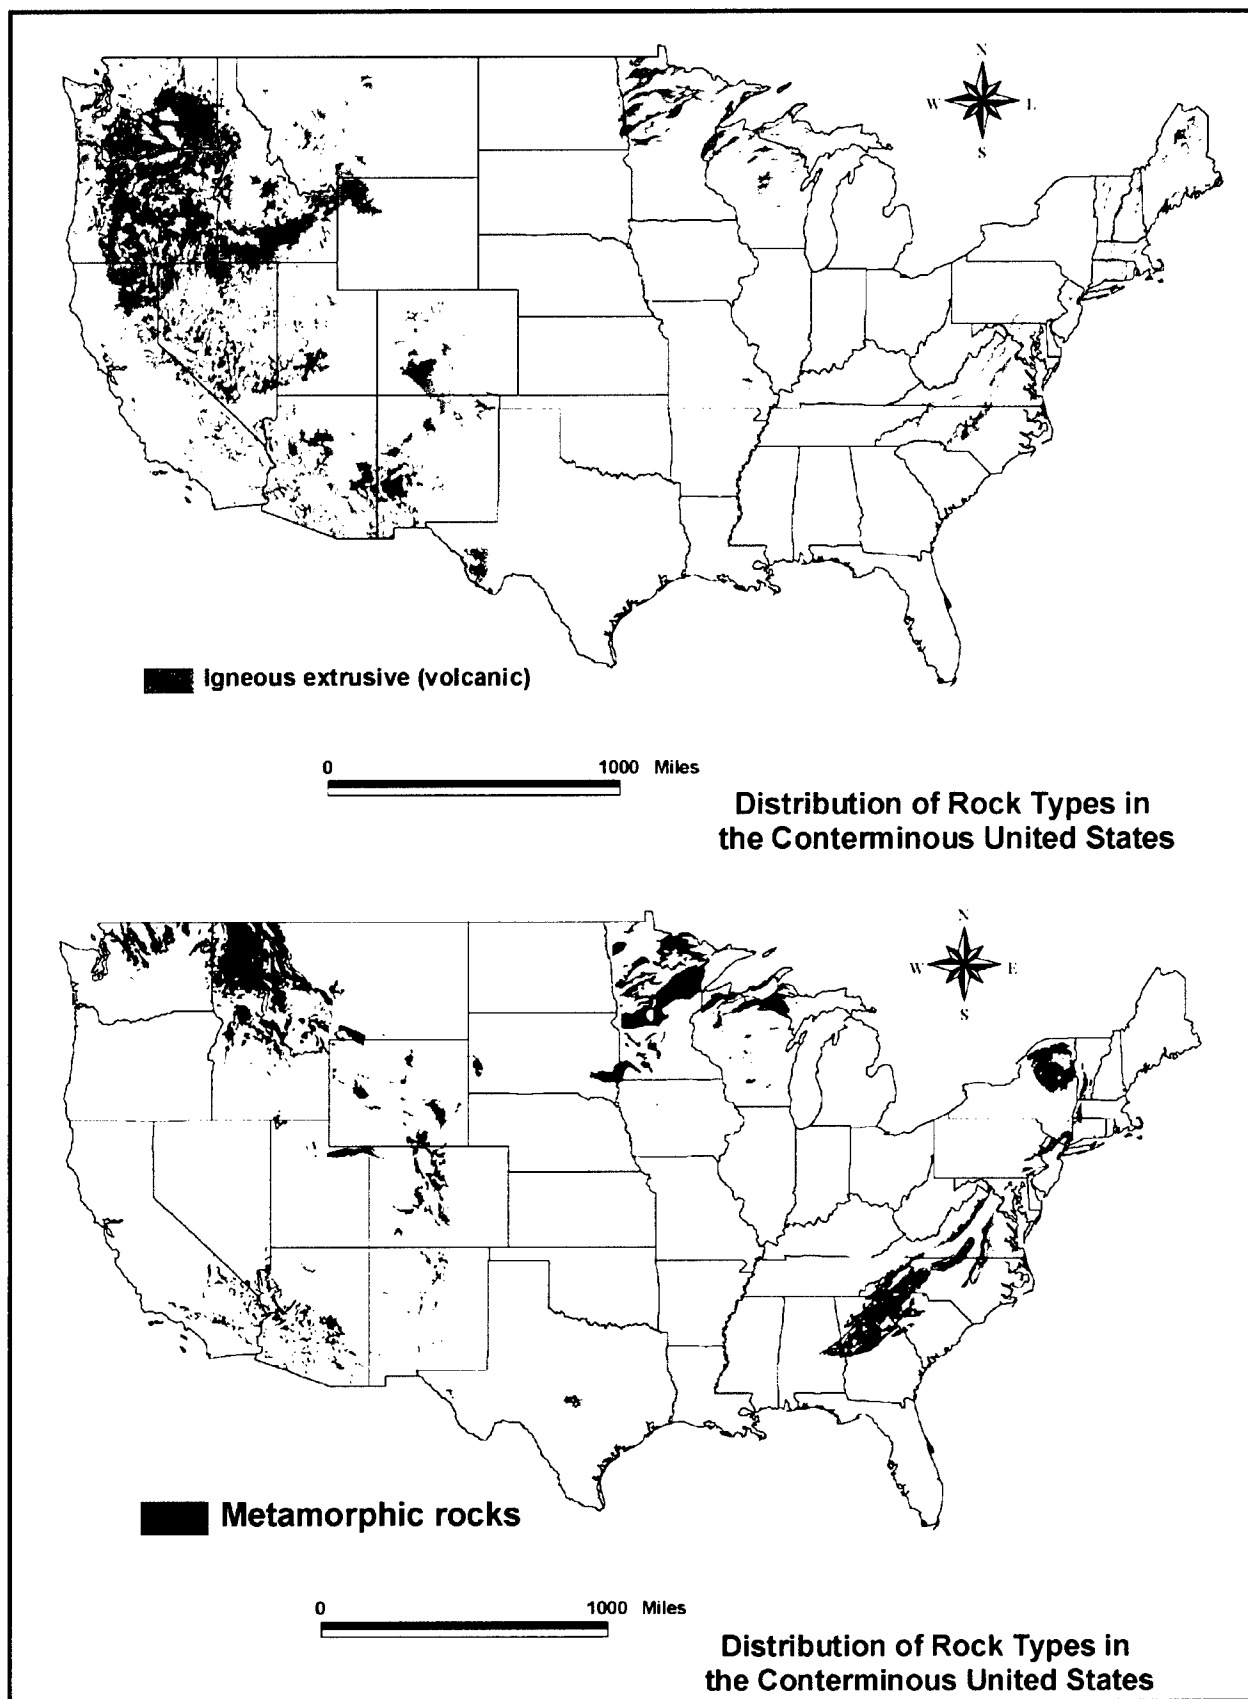 N
W L
S
Igneous extrusive (volcanic)
0 1000 Miles
Distribution of Rock Types in
the Conterminous United States
N
W E
S
Metamorphic rocks
0 1000 Miles
Distribution of Rock Types in
the Conterminous United States